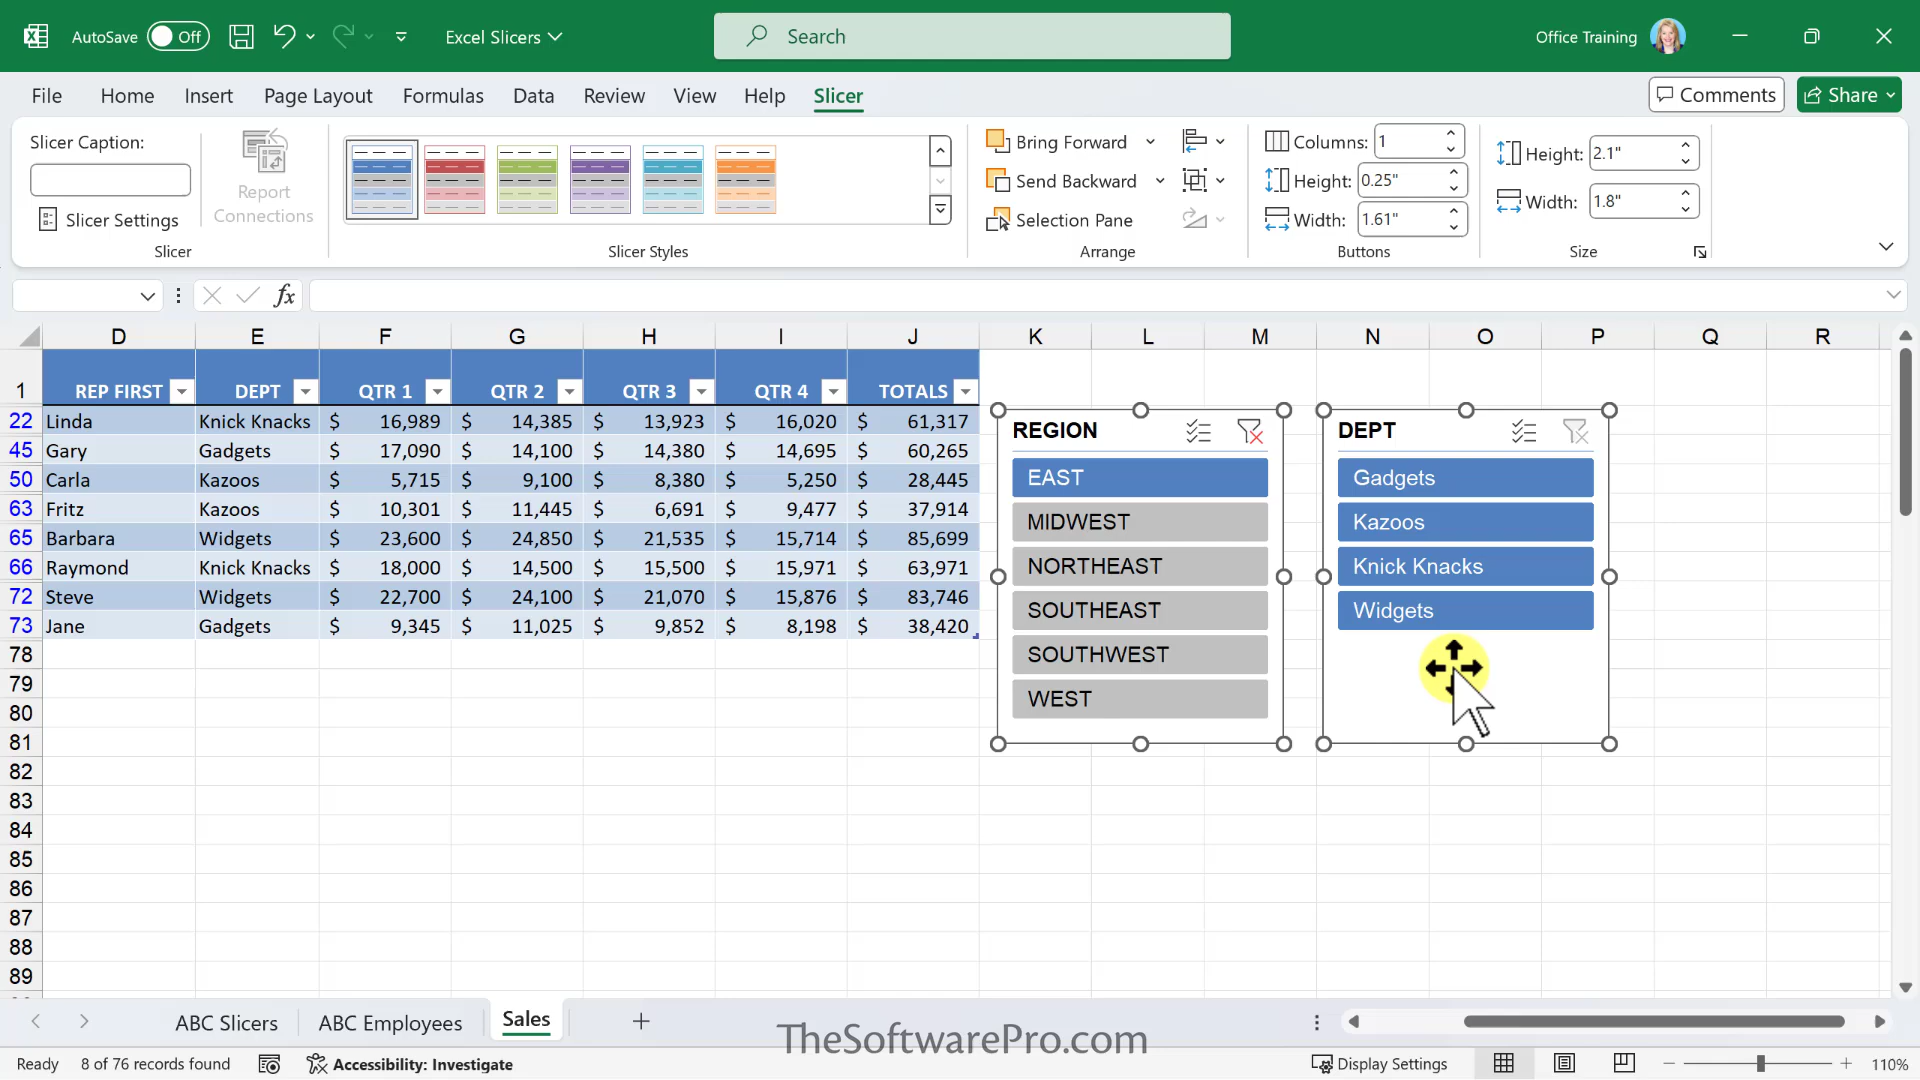 AutoSave Off Excel Slicers Search Office Training
File Home Insert Page Layout Formulas Data Review View Help Slicer Comments Share
Slicer Caption:
Report
Connections
Slicer Settings
Slicer
Slicer Styles
Bring Forward
Send Backward
Selection Pane
Arrange
Columns: 1
Height: 0.25"
Width: 1.61"
Buttons
Height: 2.1"
Width: 1.8"
Size
fx
D E F G H I J K L M N O P Q R
1 REP FIRST DEPT QTR 1 QTR 2 QTR 3 QTR 4 TOTALS
22 Linda Knick Knacks $ 16,989 $ 14,385 $ 13,923 $ 16,020 $ 61,317
45 Gary Gadgets $ 17,090 $ 14,100 $ 14,380 $ 14,695 $ 60,265
50 Carla Kazoos $ 5,715 $ 9,100 $ 8,380 $ 5,250 $ 28,445
63 Fritz Kazoos $ 10,301 $ 11,445 $ 6,691 $ 9,477 $ 37,914
65 Barbara Widgets $ 23,600 $ 24,850 $ 21,535 $ 15,714 $ 85,699
66 Raymond Knick Knacks $ 18,000 $ 14,500 $ 15,500 $ 15,971 $ 63,971
72 Steve Widgets $ 22,700 $ 24,100 $ 21,070 $ 15,876 $ 83,746
73 Jane Gadgets $ 9,345 $ 11,025 $ 9,852 $ 8,198 $ 38,420
78
79
80
81
82
83
84
85
86
87
88
89
REGION
EAST
MIDWEST
NORTHEAST
SOUTHEAST
SOUTHWEST
WEST
DEPT
Gadgets
Kazoos
Knick Knacks
Widgets
ABC Slicers ABC Employees Sales
TheSoftwarePro.com
Ready 8 of 76 records found Accessibility: Investigate Display Settings 110%